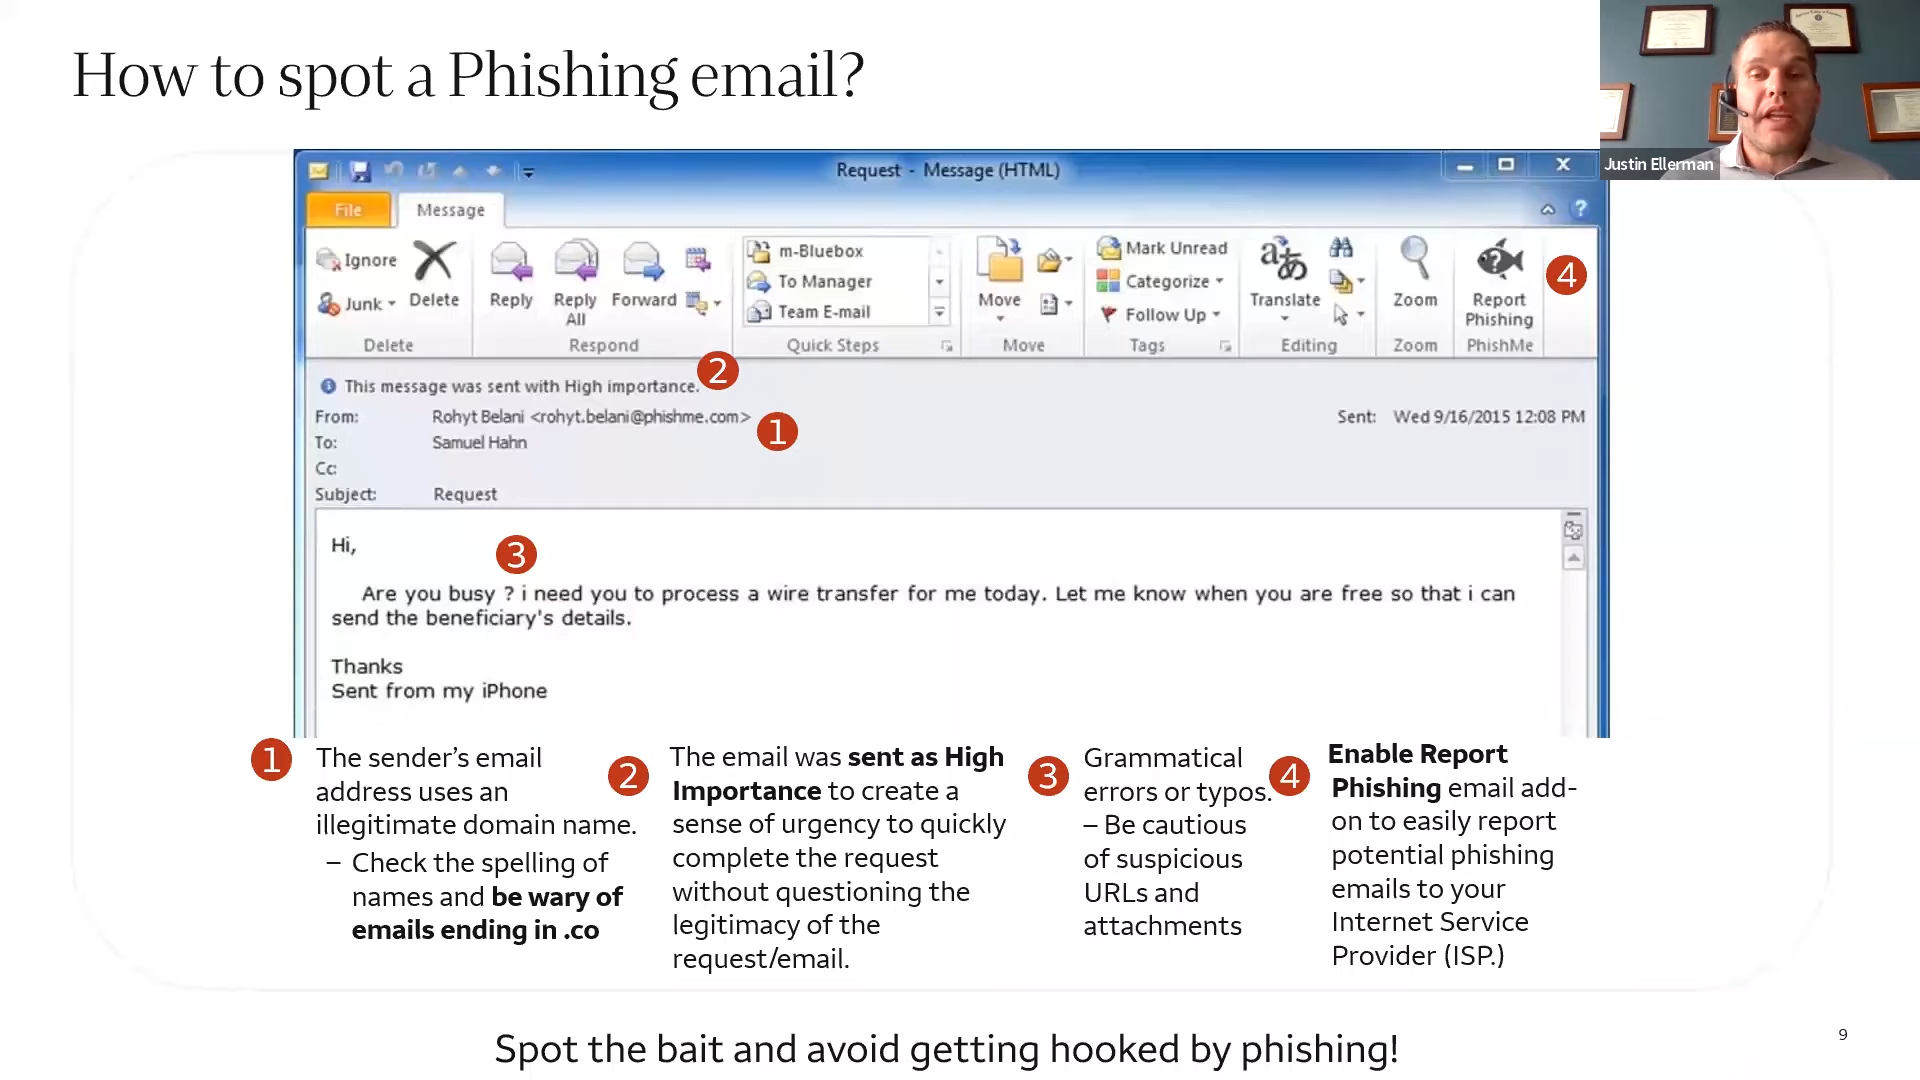 How to spot a Phishing email?
Justin Ellerman
Request - Message (HTML)
File
Message
Ignore
Junk
Delete
Delete
Reply
Reply All
Forward
Respond
m-Bluebox
To Manager
Team E-mail
Quick Steps
Move
Move
Mark Unread
Categorize
Follow Up
Tags
Translate
Editing
Zoom
Zoom
Report Phishing
PhishMe
4
2
This message was sent with High importance.
From: Rohyt Belani <rohyt.belani@phishme.com>
1
Sent: Wed 9/16/2015 12:08 PM
To: Samuel Hahn
Cc:
Subject: Request
Hi,
3
Are you busy ? i need you to process a wire transfer for me today. Let me know when you are free so that i can
send the beneficiary's details.
Thanks
Sent from my iPhone
1
The sender’s email
address uses an
illegitimate domain name.
– Check the spelling of
names and be wary of
emails ending in .co
2
The email was sent as High
Importance to create a
sense of urgency to quickly
complete the request
without questioning the
legitimacy of the
request/email.
3
Grammatical
errors or typos.
– Be cautious
of suspicious
URLs and
attachments
4
Enable Report
Phishing email add-
on to easily report
potential phishing
emails to your
Internet Service
Provider (ISP.)
Spot the bait and avoid getting hooked by phishing!
9